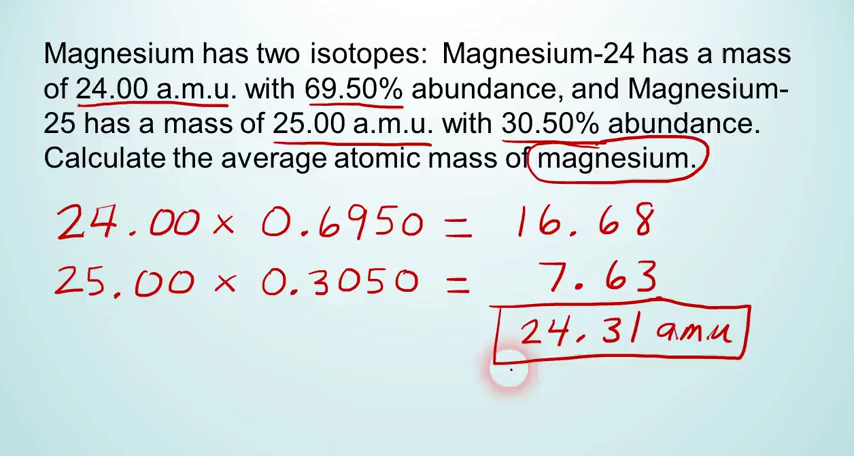 Magnesium has two isotopes: Magnesium-24 has a mass
of 24.00 a.m.u. with 69.50% abundance, and Magnesium-
25 has a mass of 25.00 a.m.u. with 30.50% abundance.
Calculate the average atomic mass of magnesium.
24.00 × 0.6950 = 16.68
25.00 × 0.3050 = 7.63
24.31 amu